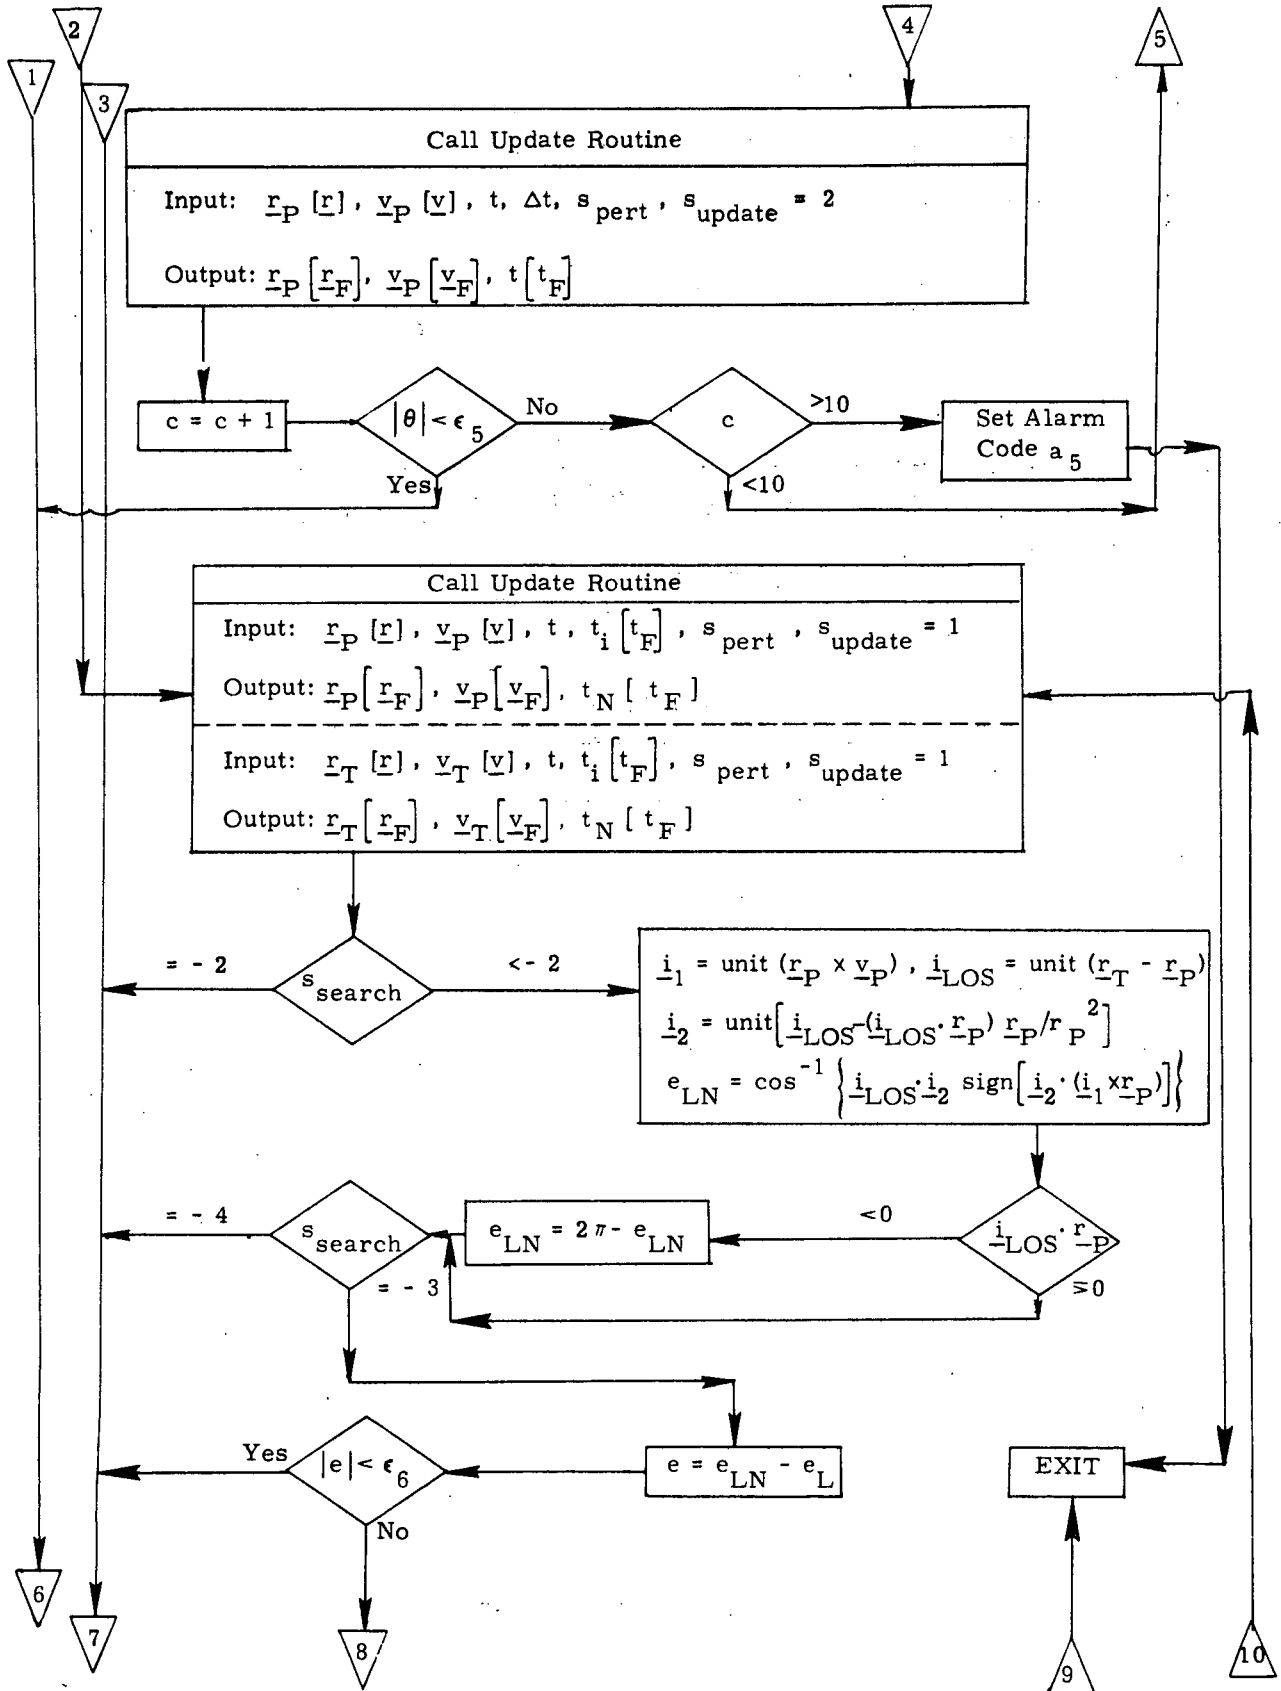 2
4
5
1
3
Call Update Routine
Input: r_P [r], v_P [v], t, Δt, s_pert, s_update = 2
Output: r_P [r_F], v_P [v_F], t [t_F]
c = c + 1
|θ| < ϵ_5
No
c
>10
Set Alarm
Code a_5
Yes
<10
Call Update Routine
Input: r_P [r], v_P [v], t, t_i [t_F], s_pert, s_update = 1
Output: r_P [r_F], v_P [v_F], t_N [t_F]
Input: r_T [r], v_T [v], t, t_i [t_F], s_pert, s_update = 1
Output: r_T [r_F], v_T [v_F], t_N [t_F]
= - 2
s_search
<- 2
i_1 = unit (r_P x v_P), i_LOS = unit (r_T - r_P)
i_2 = unit[i_LOS-(i_LOS · r_P) r_P/r_P^2]
e_LN = cos^-1 {i_LOS·i_2 sign[i_2 · (i_1 x r_P)]}
= - 4
s_search
= - 3
e_LN = 2π - e_LN
<0
i_LOS · r_P
≥0
Yes
|e| < ϵ_6
No
e = e_LN - e_L
EXIT
6
7
8
9
10